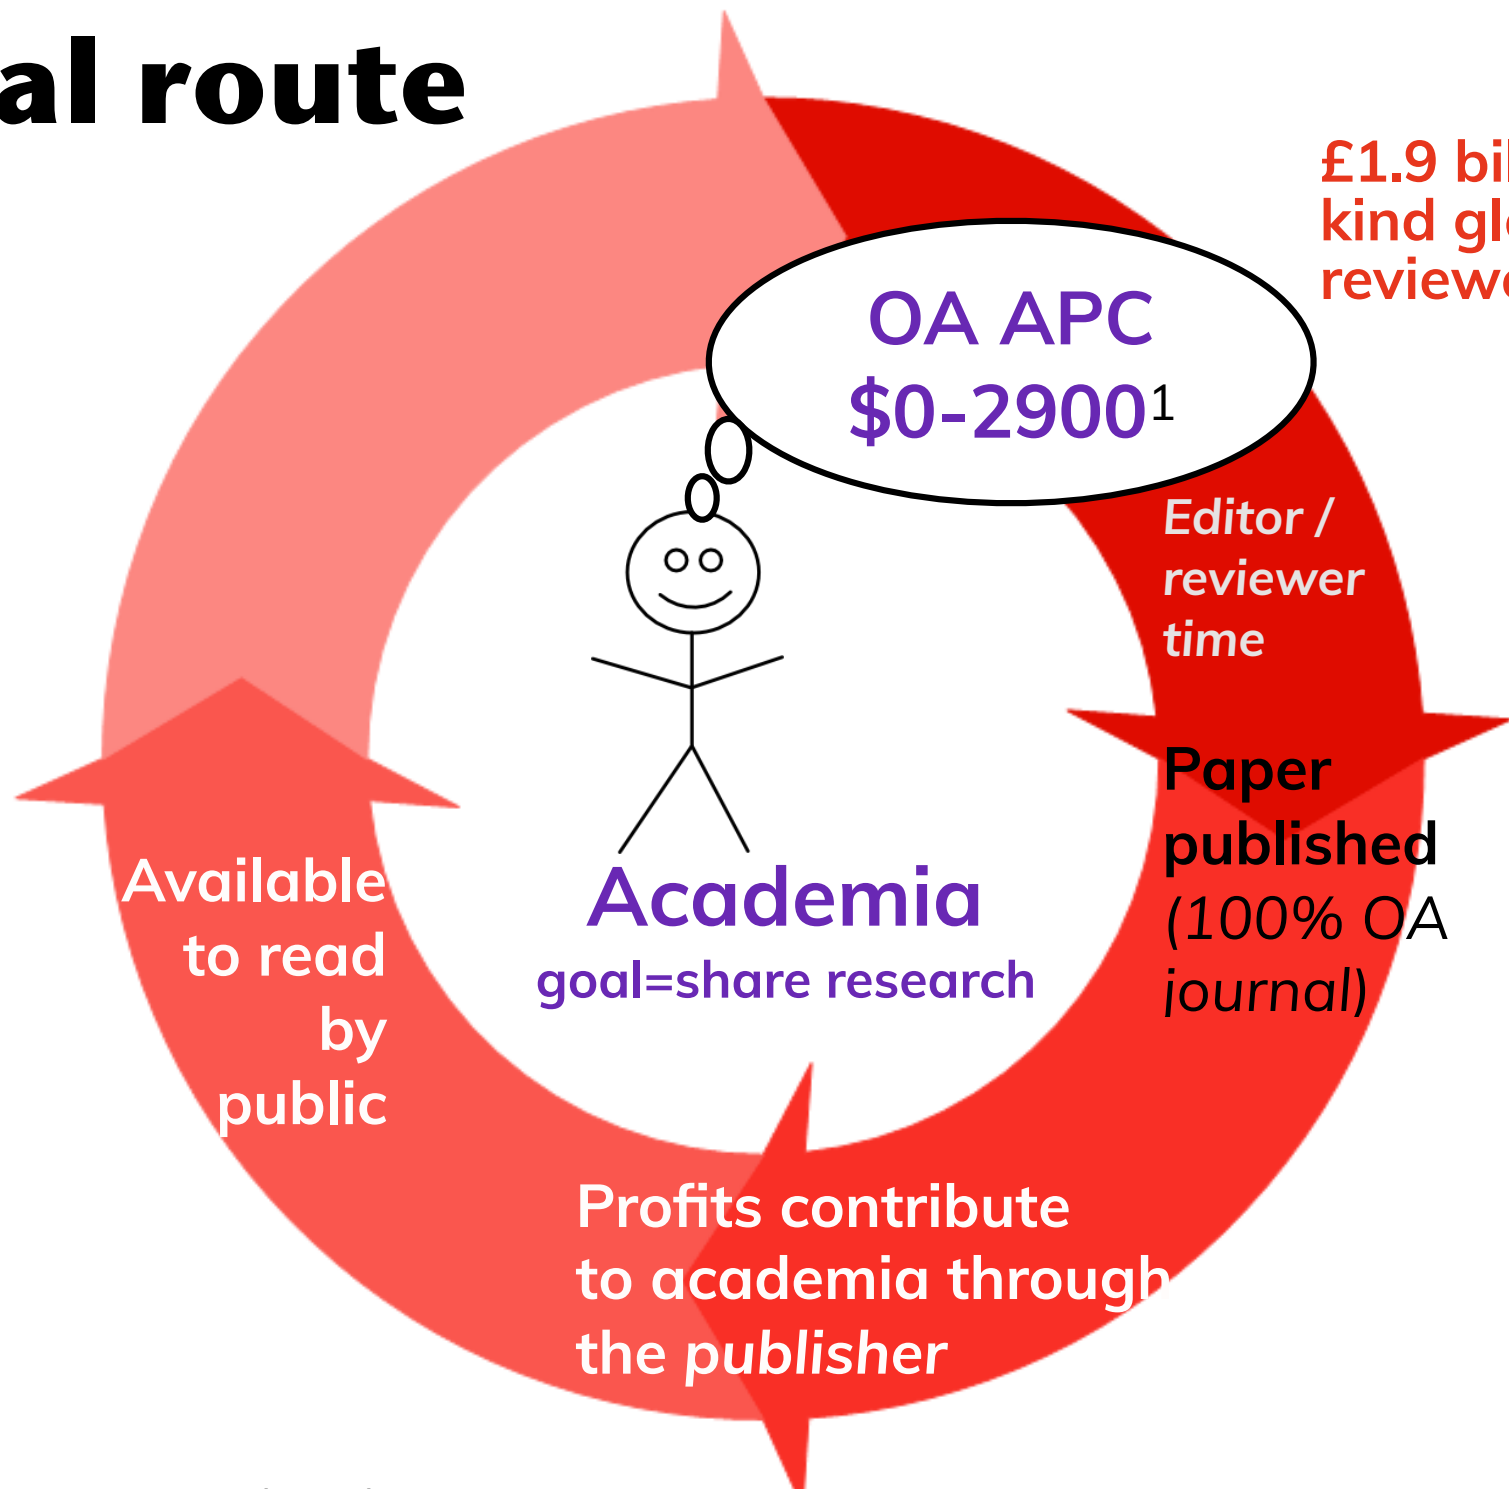 al route
£1.9 bil
kind glo
reviewe
OA APC
$0-2900¹
Editor /
reviewer
time
Paper
published
(100% OA
journal)
Academia
goal=share research
Available
to read
by
public
Profits contribute
to academia through
the publisher